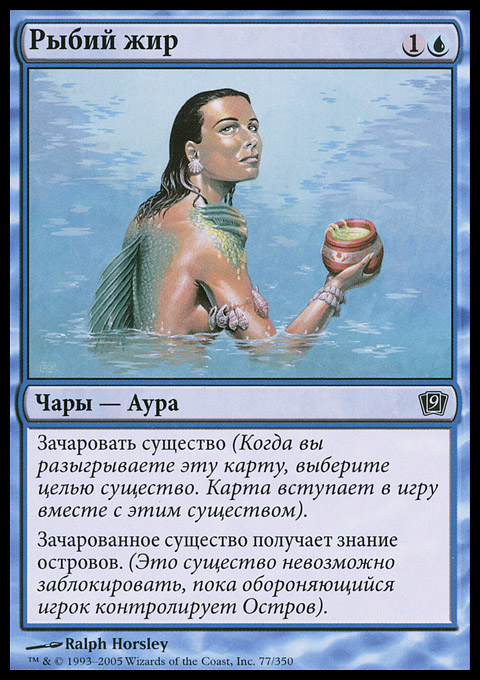 Рыбий жир 1
Чары — Аура 9
Зачаровать существо (Когда вы
разыгрываете эту карту, выберите
целью существо. Карта вступает в игру
вместе с этим существом).
Зачарованное существо получает знание
островов. (Это существо невозможно
заблокировать, пока обороняющийся
игрок контролирует Остров).
Ralph Horsley
™ & © 1993–2005 Wizards of the Coast, Inc. 77/350